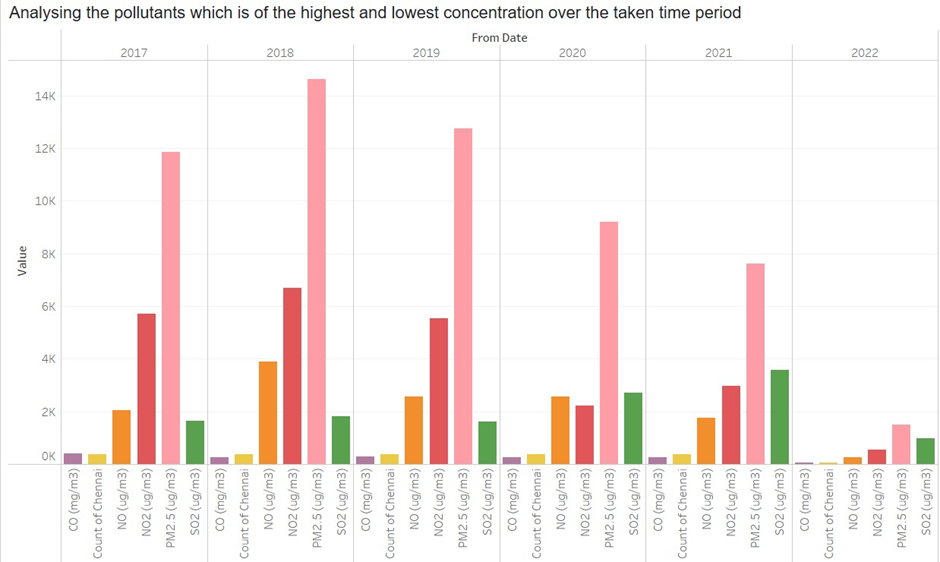 Analysing the pollutants which is of the highest and lowest concentration over the taken time period
From Date
2017 2018 2019 2020 2021 2022
Value
14K
12K
10K
8K
6K
4K
2K
0K
CO (mg/m3)
Count of Chennai
NO (ug/m3)
NO2 (ug/m3)
PM2.5 (ug/m3)
SO2 (ug/m3)
CO (mg/m3)
Count of Chennai
NO (ug/m3)
NO2 (ug/m3)
PM2.5 (ug/m3)
SO2 (ug/m3)
CO (mg/m3)
Count of Chennai
NO (ug/m3)
NO2 (ug/m3)
PM2.5 (ug/m3)
SO2 (ug/m3)
CO (mg/m3)
Count of Chennai
NO (ug/m3)
NO2 (ug/m3)
PM2.5 (ug/m3)
SO2 (ug/m3)
CO (mg/m3)
Count of Chennai
NO (ug/m3)
NO2 (ug/m3)
PM2.5 (ug/m3)
SO2 (ug/m3)
CO (mg/m3)
Count of Chennai
NO (ug/m3)
NO2 (ug/m3)
PM2.5 (ug/m3)
SO2 (ug/m3)